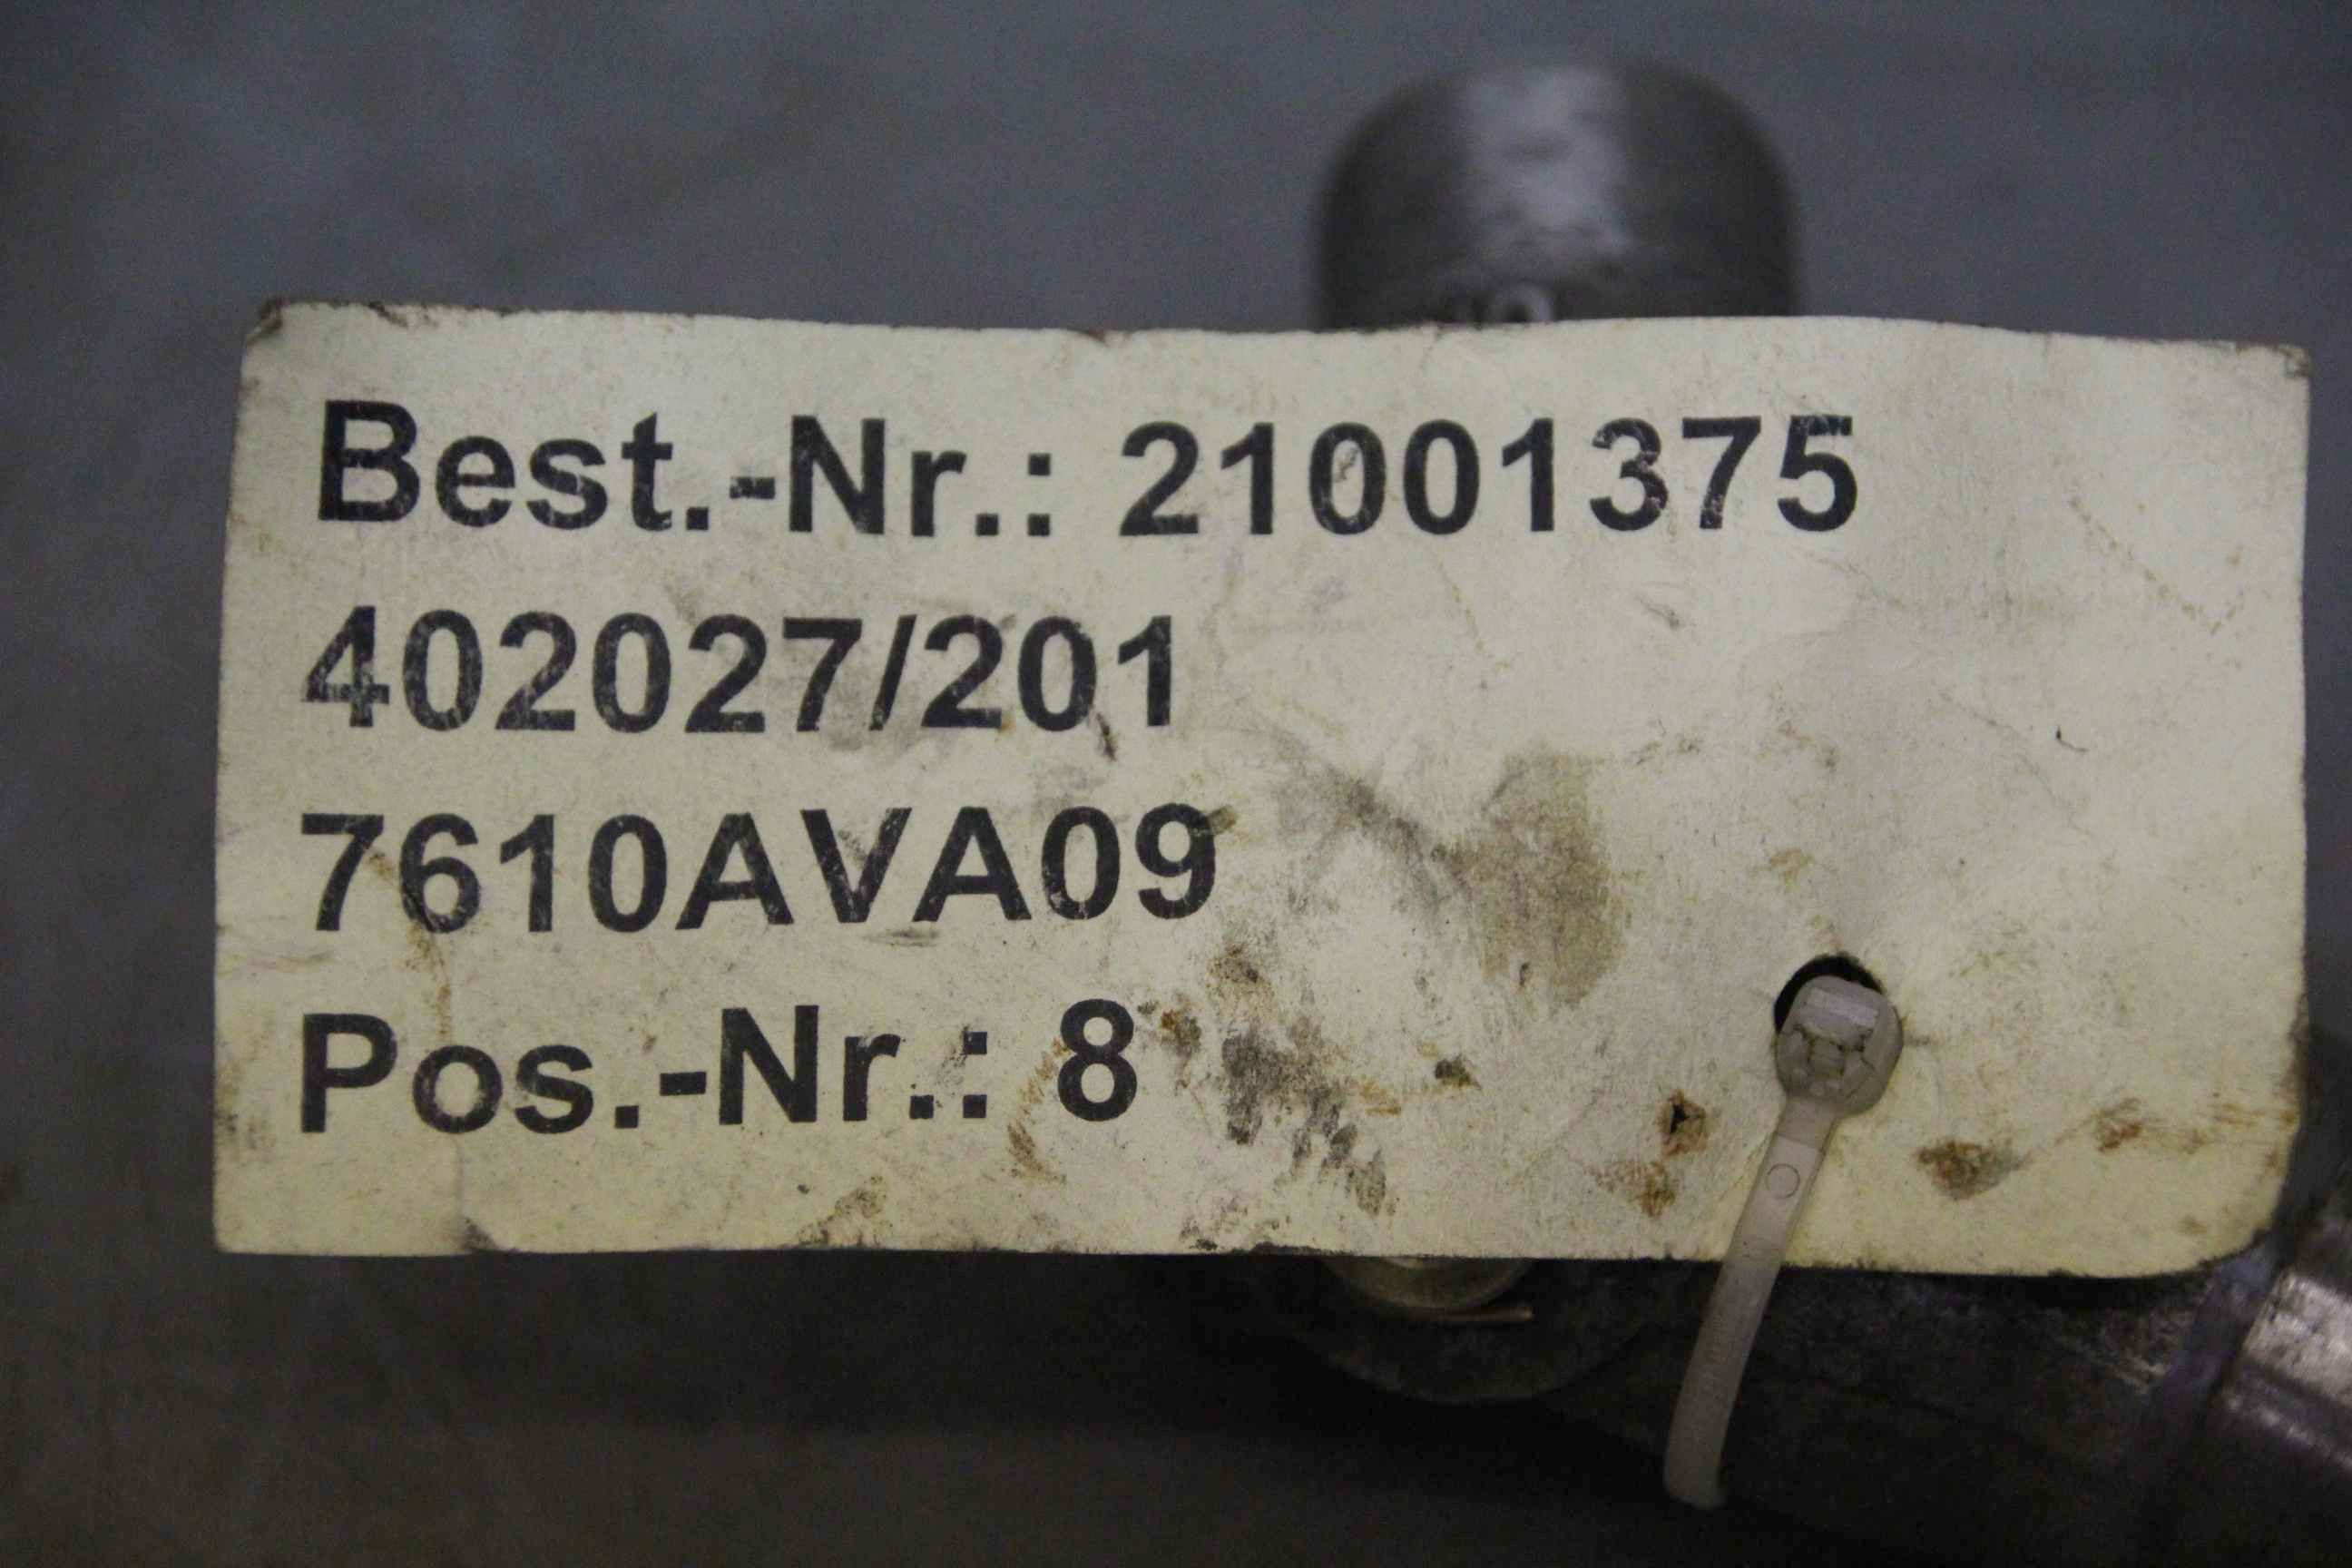 Best.-Nr.: 21001375
402027/201
7610AVA09
Pos.-Nr.: 8